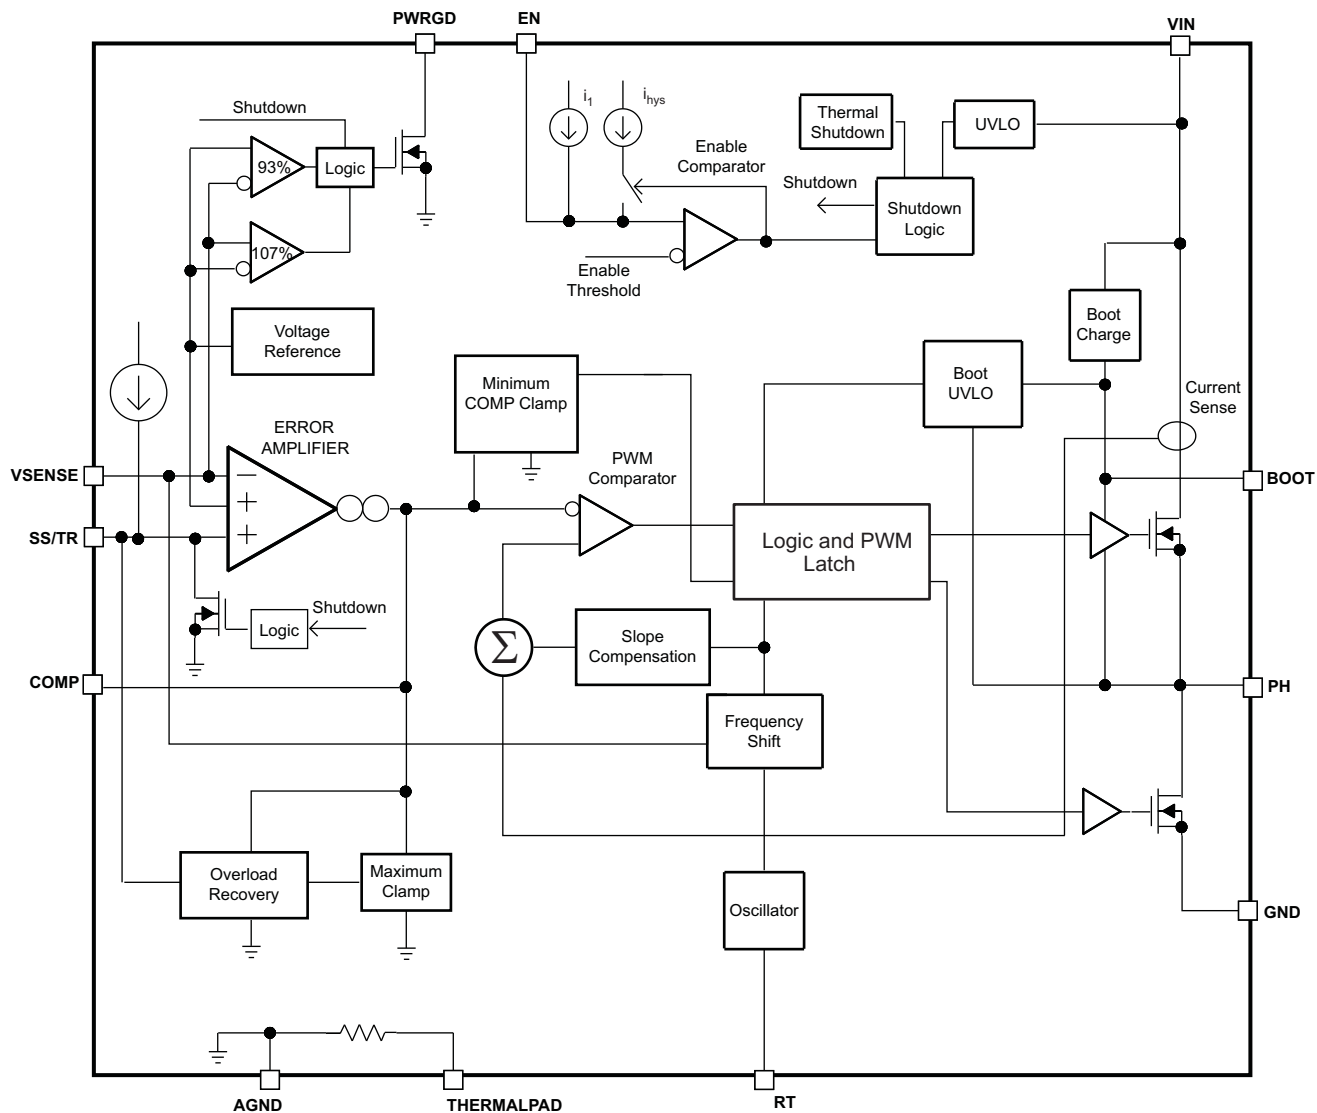 PWRGD
EN
VIN
Shutdown
i1
ihys
Thermal
Shutdown
UVLO
93%
Logic
Enable
Comparator
Shutdown
Shutdown
Logic
107%
Enable
Threshold
Voltage
Reference
Boot
Charge
Minimum
COMP Clamp
Boot
UVLO
Current
Sense
ERROR
AMPLIFIER
PWM
Comparator
VSENSE
−
+
+
BOOT
SS/TR
Logic and PWM
Latch
Logic
Shutdown
Σ
Slope
Compensation
COMP
PH
Frequency
Shift
Overload
Recovery
Maximum
Clamp
Oscillator
GND
AGND
THERMALPAD
RT